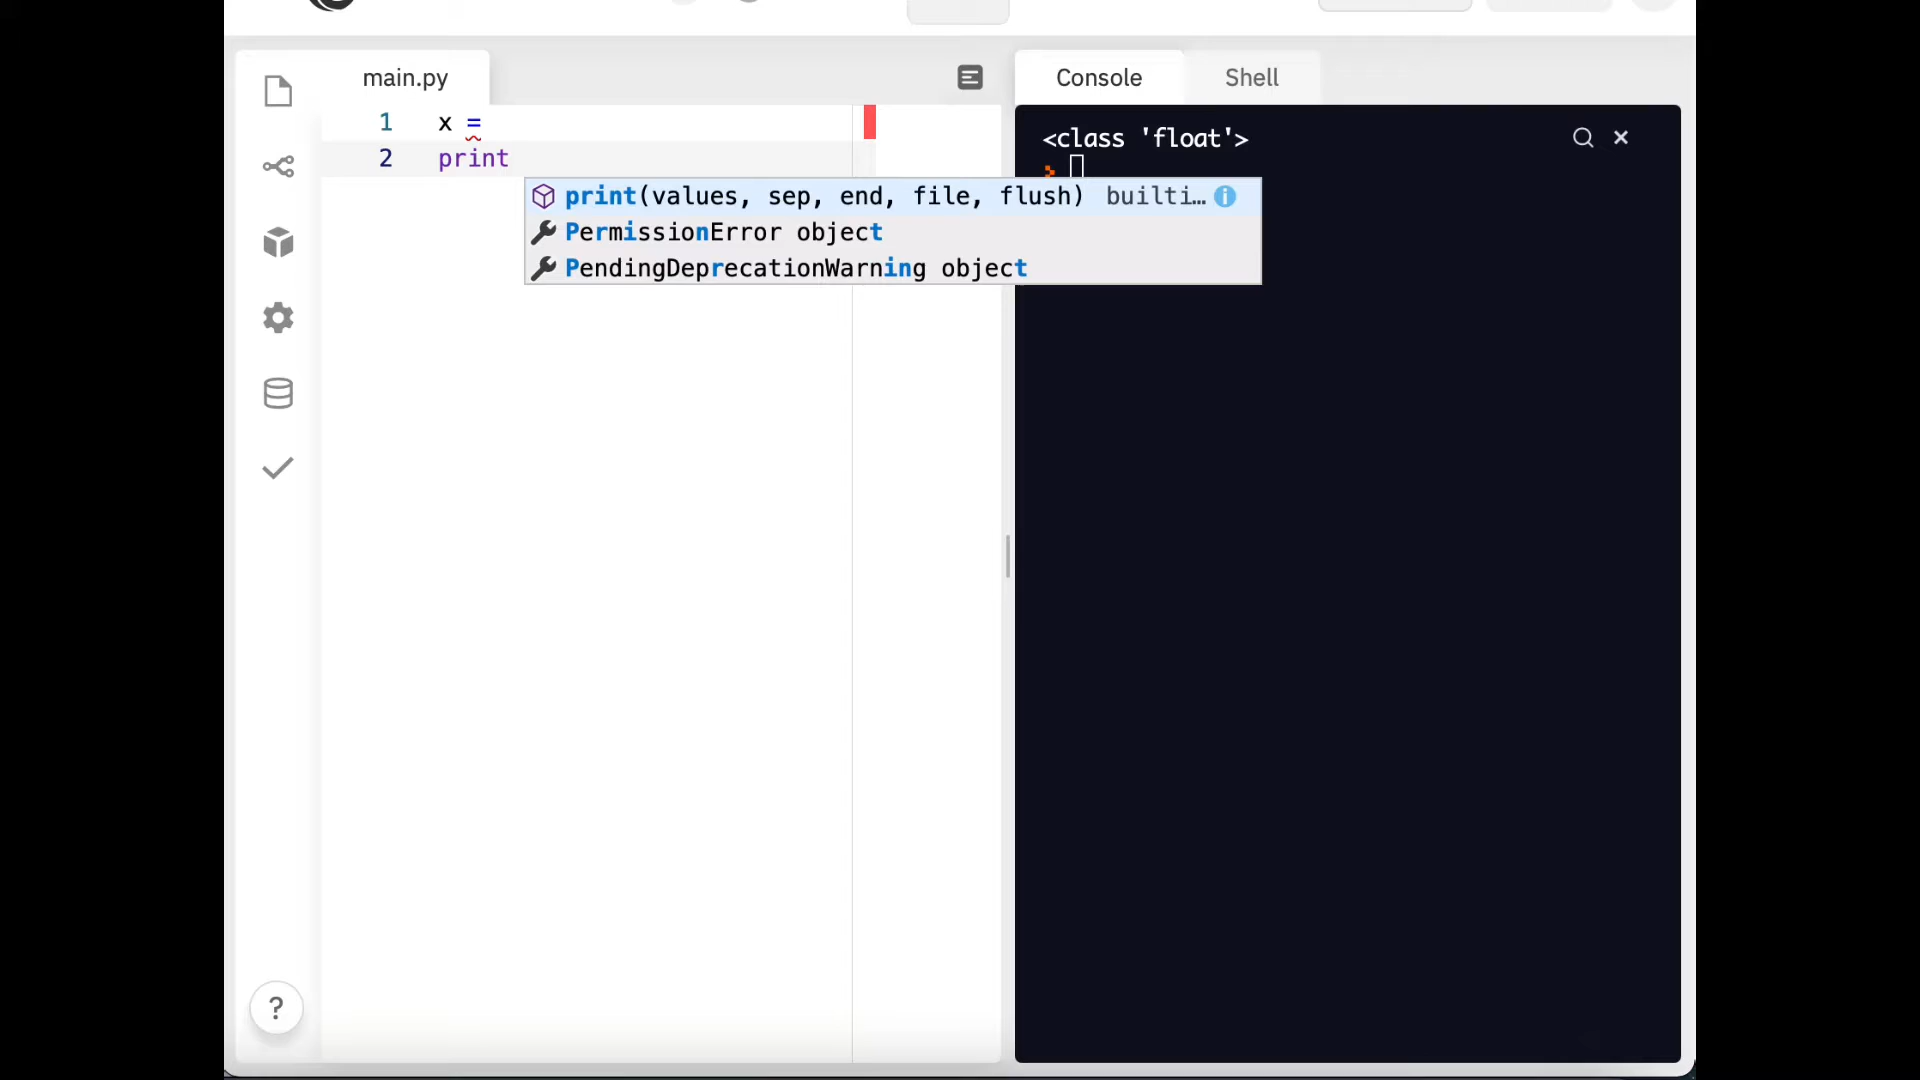 main.py
1 x =
2 print
print(values, sep, end, file, flush) builti…
PermissionError object
PendingDeprecationWarning object
Console Shell
<class 'float'>
?